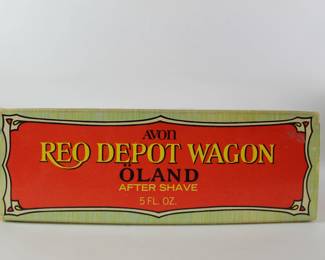 AVON
REO DEPOT WAGON
ÖLAND
AFTER SHAVE
5 FL. OZ.